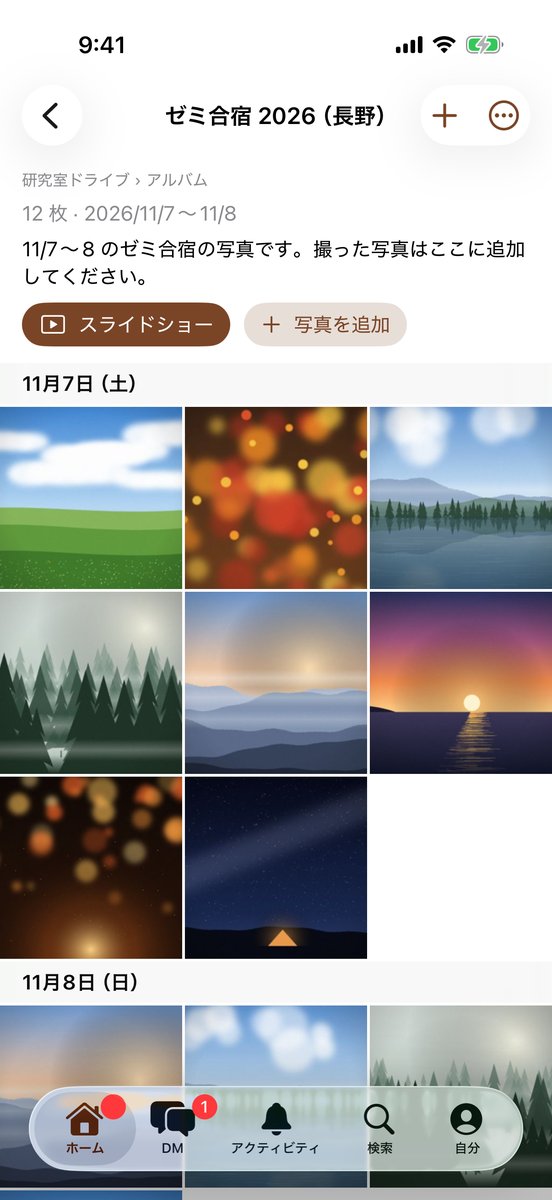 9:41
ゼミ合宿 2026（長野）
研究室ドライブ › アルバム
12 枚 · 2026/11/7〜11/8
11/7〜8 のゼミ合宿の写真です。撮った写真はここに追加
してください。
スライドショー
＋ 写真を追加
11月7日（土）
11月8日（日）
1
ホーム
DM
アクティビティ
検索
自分